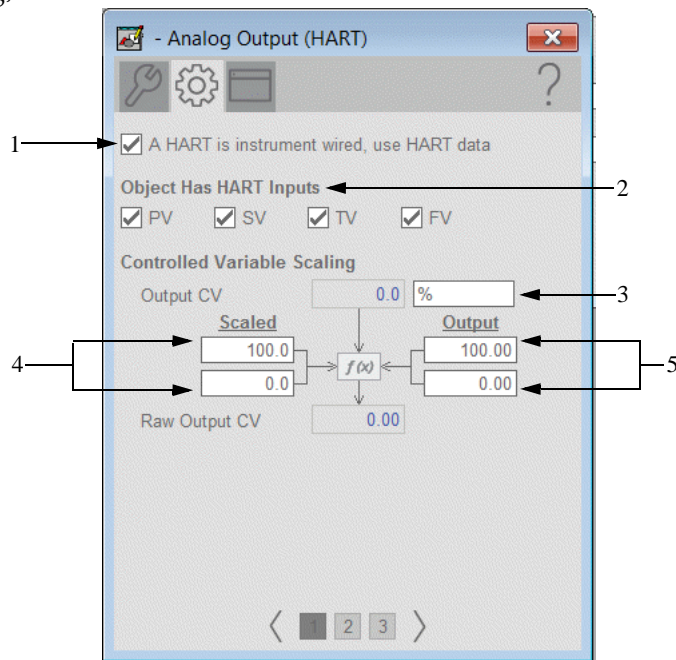 - Analog Output (HART)
?
1
A HART is instrument wired, use HART data
Object Has HART Inputs
2
PV SV TV FV
Controlled Variable Scaling
Output CV 0.0 % 3
Scaled Output
100.0 100.00
4 f(x) 5
0.0 0.00
Raw Output CV 0.00
1 2 3